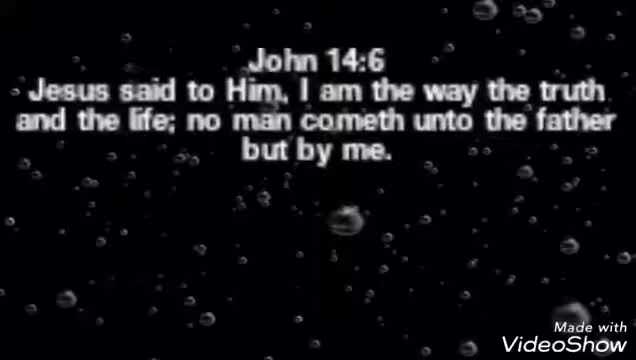 John 14:6
Jesus said to Him, I am the way the truth
and the life; no man cometh unto the father
but by me.
Made with
VideoShow